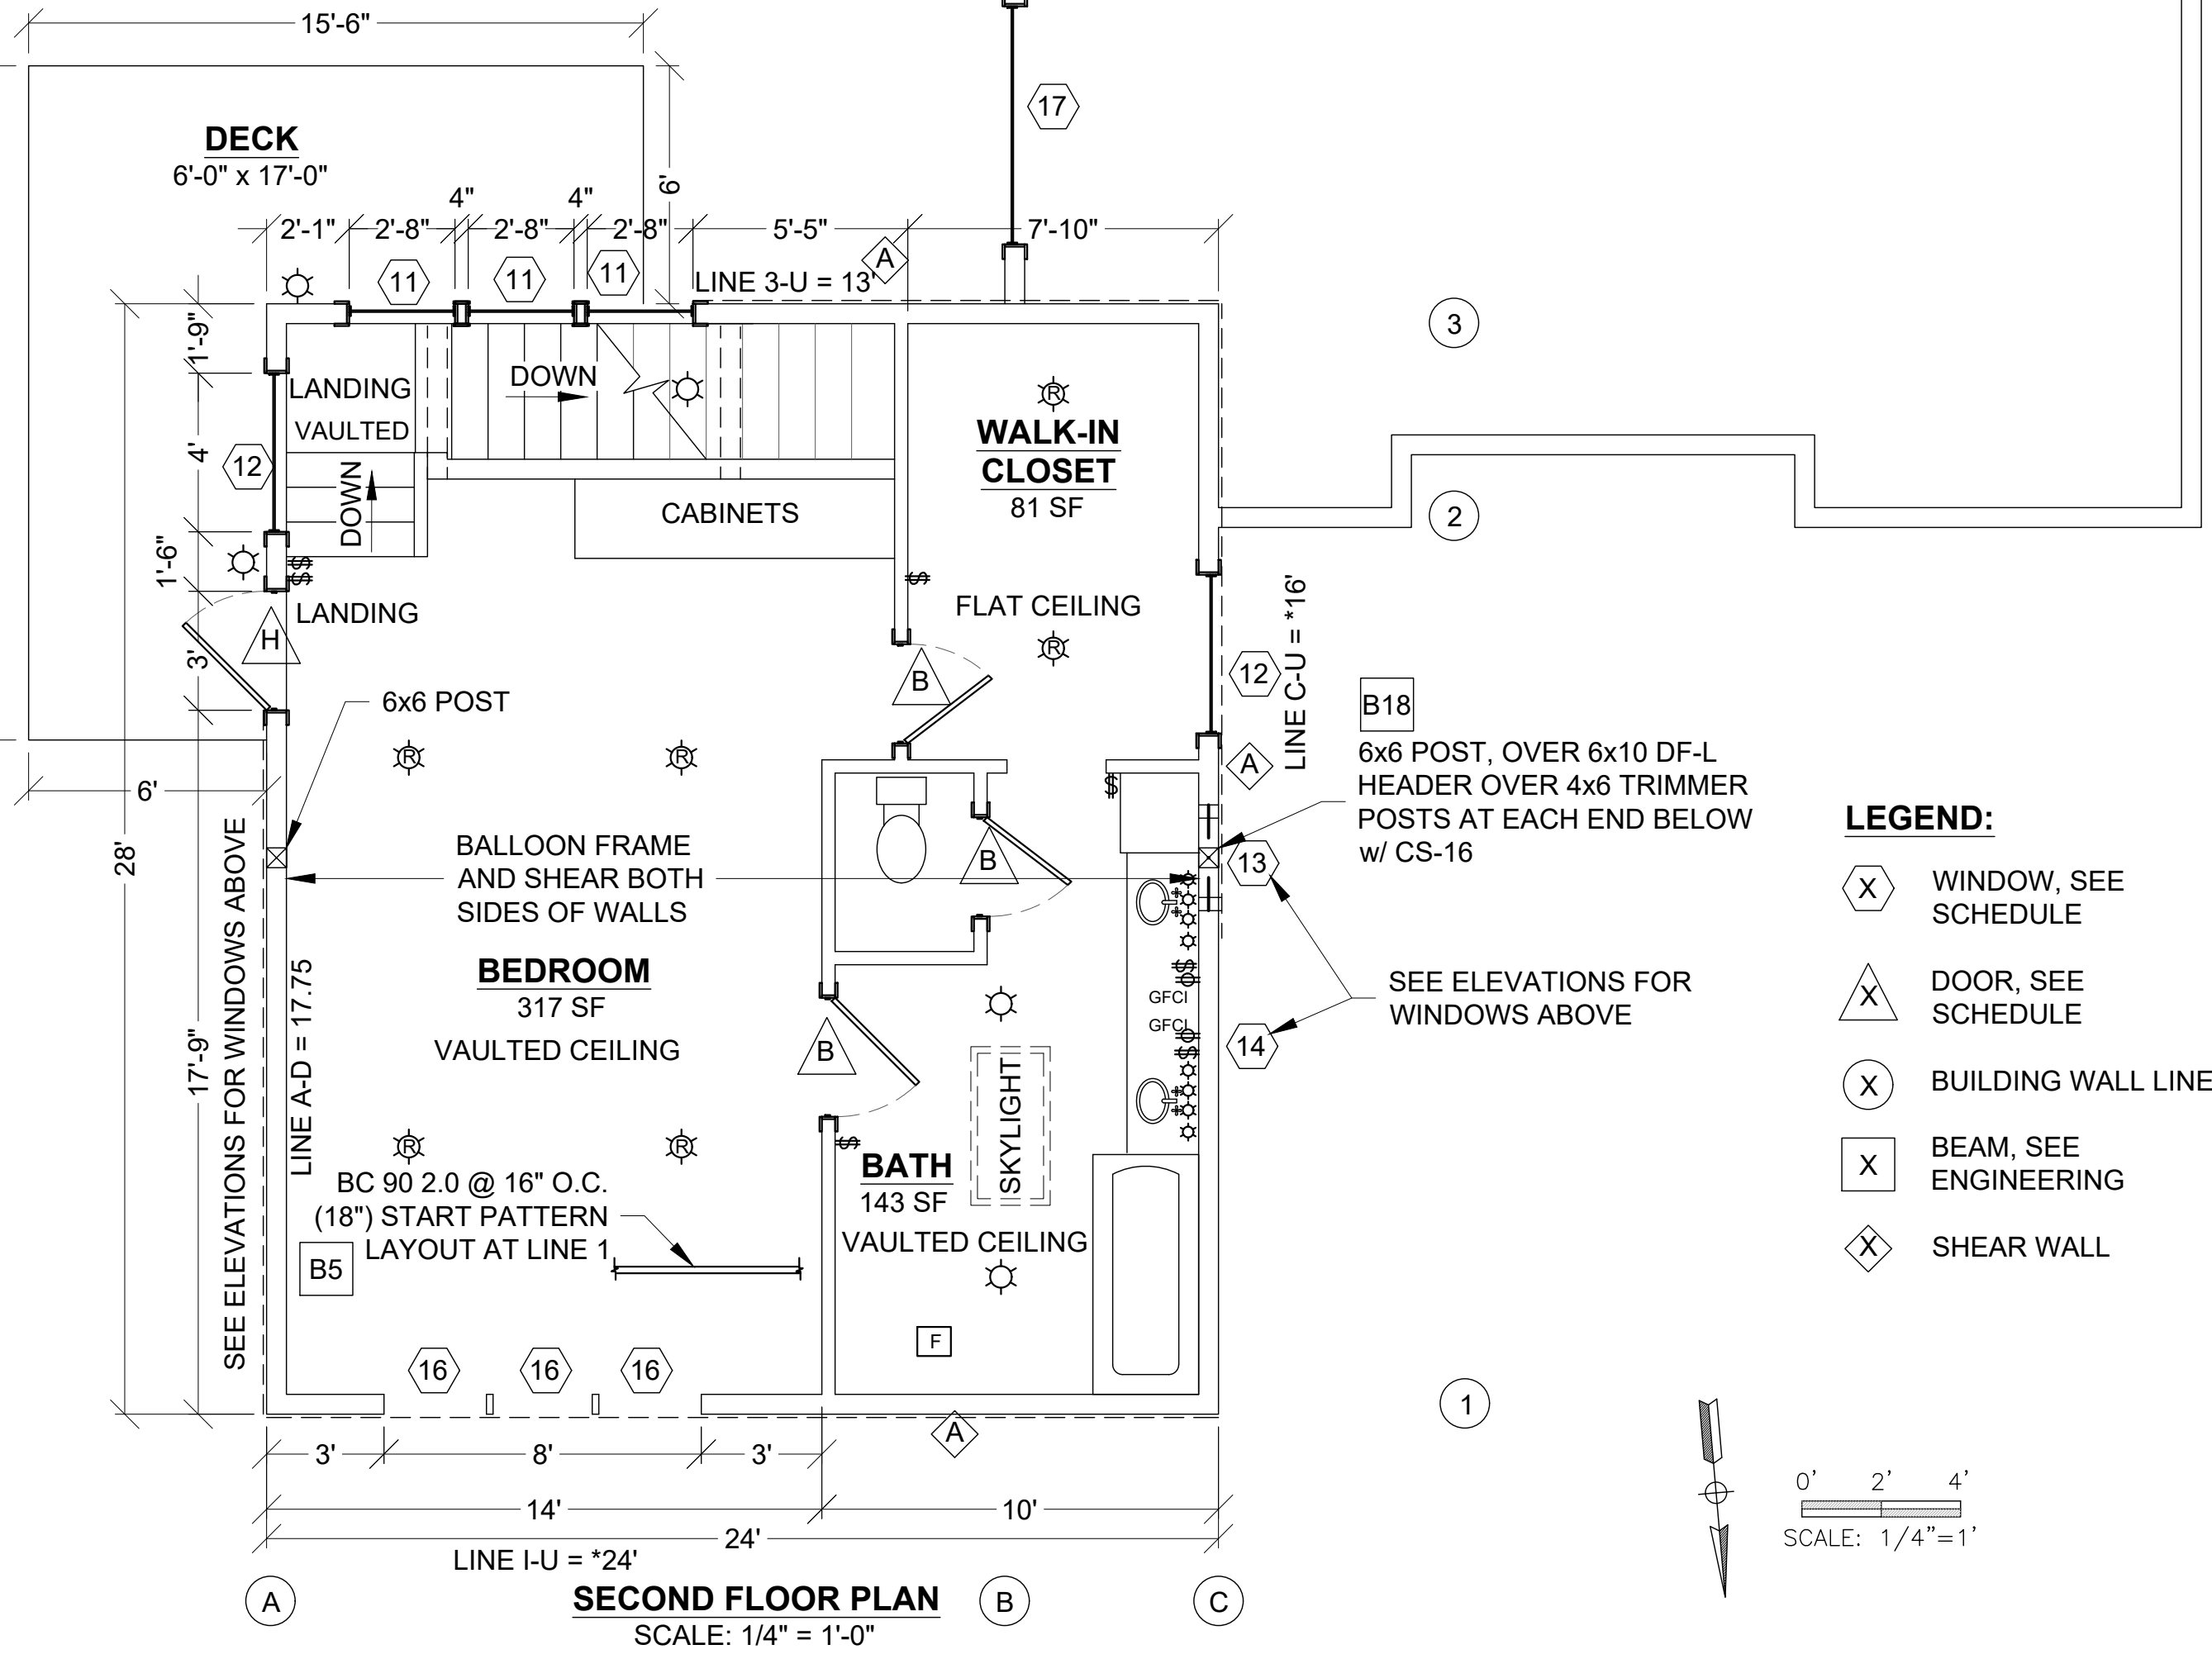 15'-6"
17
DECK
6'-0" x 17'-0"
6'
4"
4"
2'-1"
2'-8"
2'-8"
2'-8"
5'-5"
7'-10"
A
11
11
11
LINE 3-U = 13'
3
1'-9"
LANDING
VAULTED
DOWN
WALK-IN
CLOSET
81 SF
R
4'
12
DOWN
CABINETS
2
1'-6"
$$
$
LANDING
FLAT CEILING
LINE C-U = *16'
H
3'
R
B
12
B18
6x6 POST
6x6 POST, OVER 6x10 DF-L
HEADER OVER 4x6 TRIMMER
POSTS AT EACH END BELOW
w/ CS-16
R
R
A
$
6'
28'
BALLOON FRAME
AND SHEAR BOTH
SIDES OF WALLS
B
13
LEGEND:
X
WINDOW, SEE
SCHEDULE
SEE ELEVATIONS FOR WINDOWS ABOVE
LINE A-D = 17.75
17'-9"
BEDROOM
317 SF
VAULTED CEILING
$
GFCI
GFCI
$
SEE ELEVATIONS FOR
WINDOWS ABOVE
X
DOOR, SEE
SCHEDULE
B
14
SKYLIGHT
X
BUILDING WALL LINE
R
R
$
BATH
143 SF
VAULTED CEILING
X
BEAM, SEE
ENGINEERING
BC 90 2.0 @ 16" O.C.
(18") START PATTERN
LAYOUT AT LINE 1
B5
X
SHEAR WALL
F
16
16
16
1
A
3'
8'
3'
14'
10'
24'
LINE I-U = *24'
0'
2'
4'
SCALE: 1/4"=1'
A
SECOND FLOOR PLAN
B
C
SCALE: 1/4" = 1'-0"